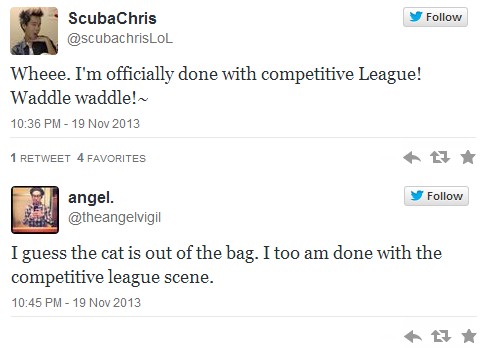 ScubaChris
Follow
@scubachrisLoL
Wheee. I'm officially done with competitive League!
Waddle waddle!~
10:36 PM - 19 Nov 2013
1 RETWEET 4 FAVORITES
angel.
Follow
@theangelvigil
I guess the cat is out of the bag. I too am done with the
competitive league scene.
10:45 PM - 19 Nov 2013